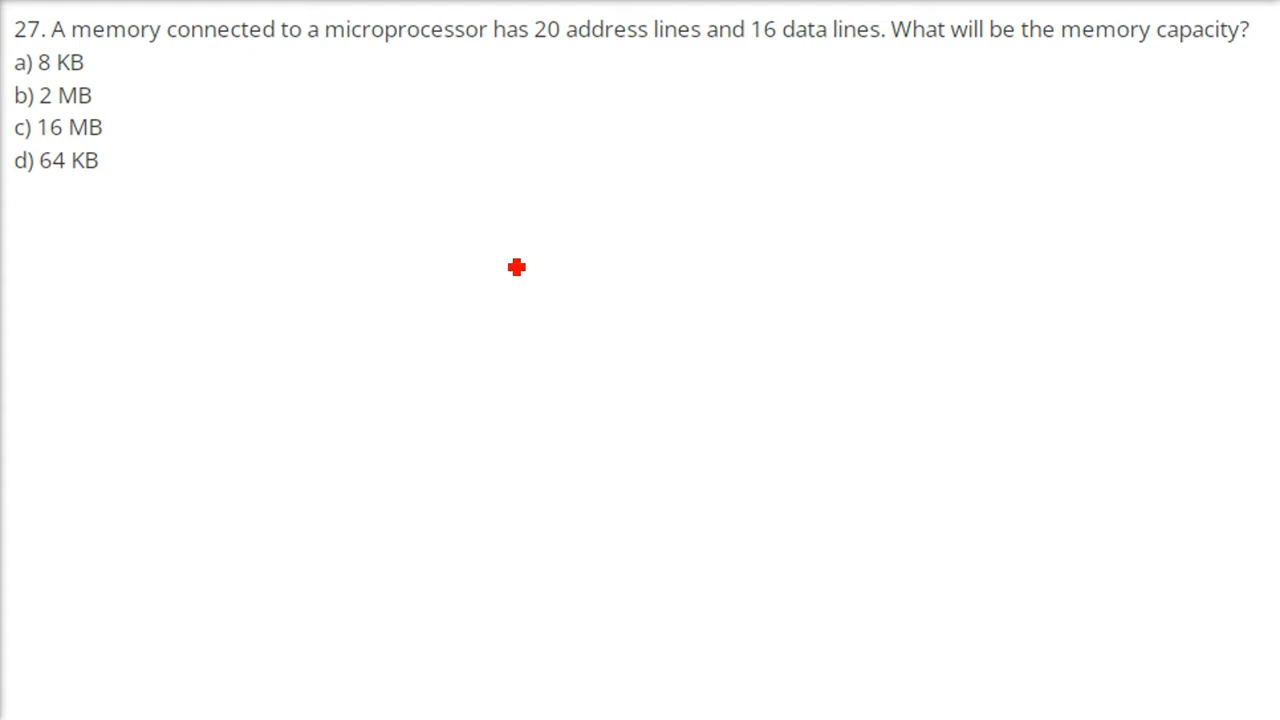 27. A memory connected to a microprocessor has 20 address lines and 16 data lines. What will be the memory capacity?
a) 8 KB
b) 2 MB
c) 16 MB
d) 64 KB